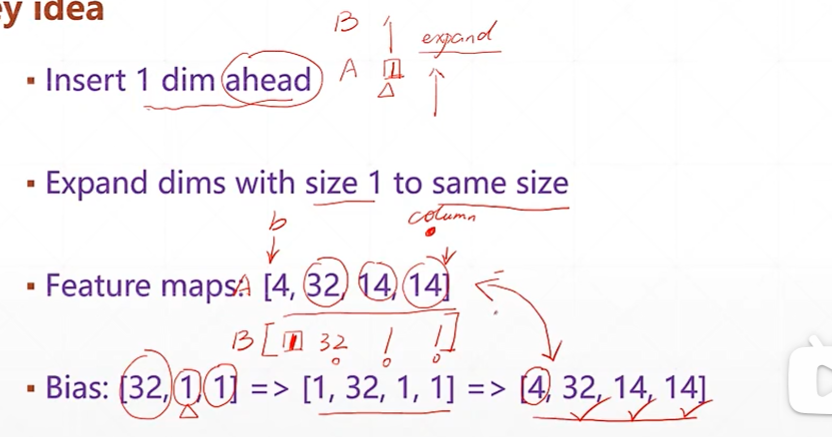 ey idea
B
expand
▪ Insert 1 dim ahead A 1
▪ Expand dims with size 1 to same size
b column
▪ Feature maps: A [4, 32, 14, 14]
B [1 32 1 1]
▪ Bias: [32, 1, 1] => [1, 32, 1, 1] => [4, 32, 14, 14]